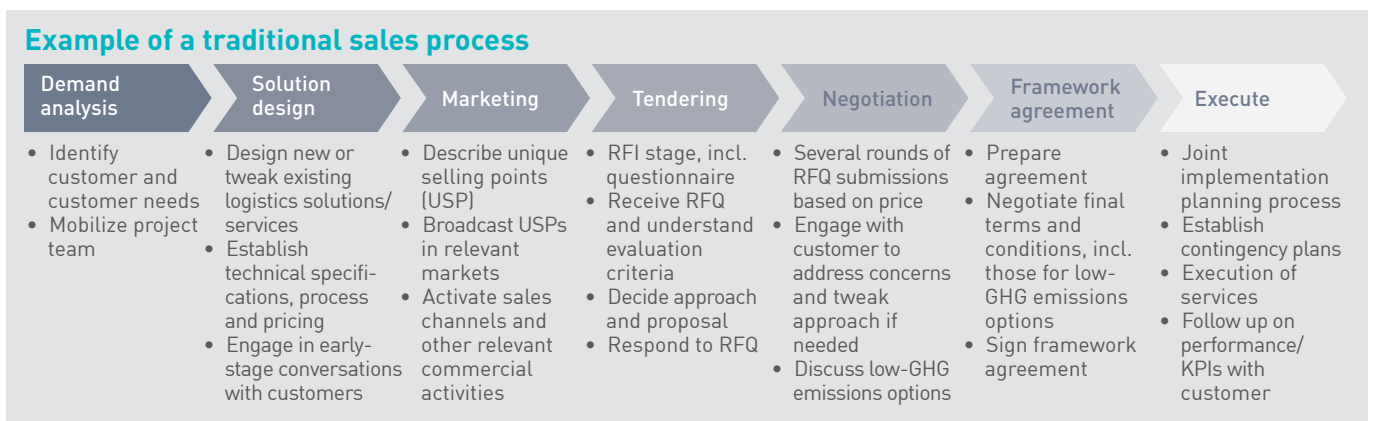 Example of a traditional sales process
Demand
analysis
Solution
design
Marketing
Tendering
Negotiation
Framework
agreement
Execute
• Identify
customer and
customer needs
• Mobilize project
team
• Design new or
tweak existing
logistics solutions/
services
• Establish
technical specifi-
cations, process
and pricing
• Engage in early-
stage conversations
with customers
• Describe unique
selling points
(USP)
• Broadcast USPs
in relevant
markets
• Activate sales
channels and
other relevant
commercial
activities
• RFI stage, incl.
questionnaire
• Receive RFQ
and understand
evaluation
criteria
• Decide approach
and proposal
• Respond to RFQ
• Several rounds of
RFQ submissions
based on price
• Engage with
customer to
address concerns
and tweak
approach if
needed
• Discuss low-GHG
emissions options
• Prepare
agreement
• Negotiate final
terms and
conditions, incl.
those for low-
GHG emissions
options
• Sign framework
agreement
• Joint
implementation
planning process
• Establish
contingency plans
• Execution of
services
• Follow up on
performance/
KPIs with
customer